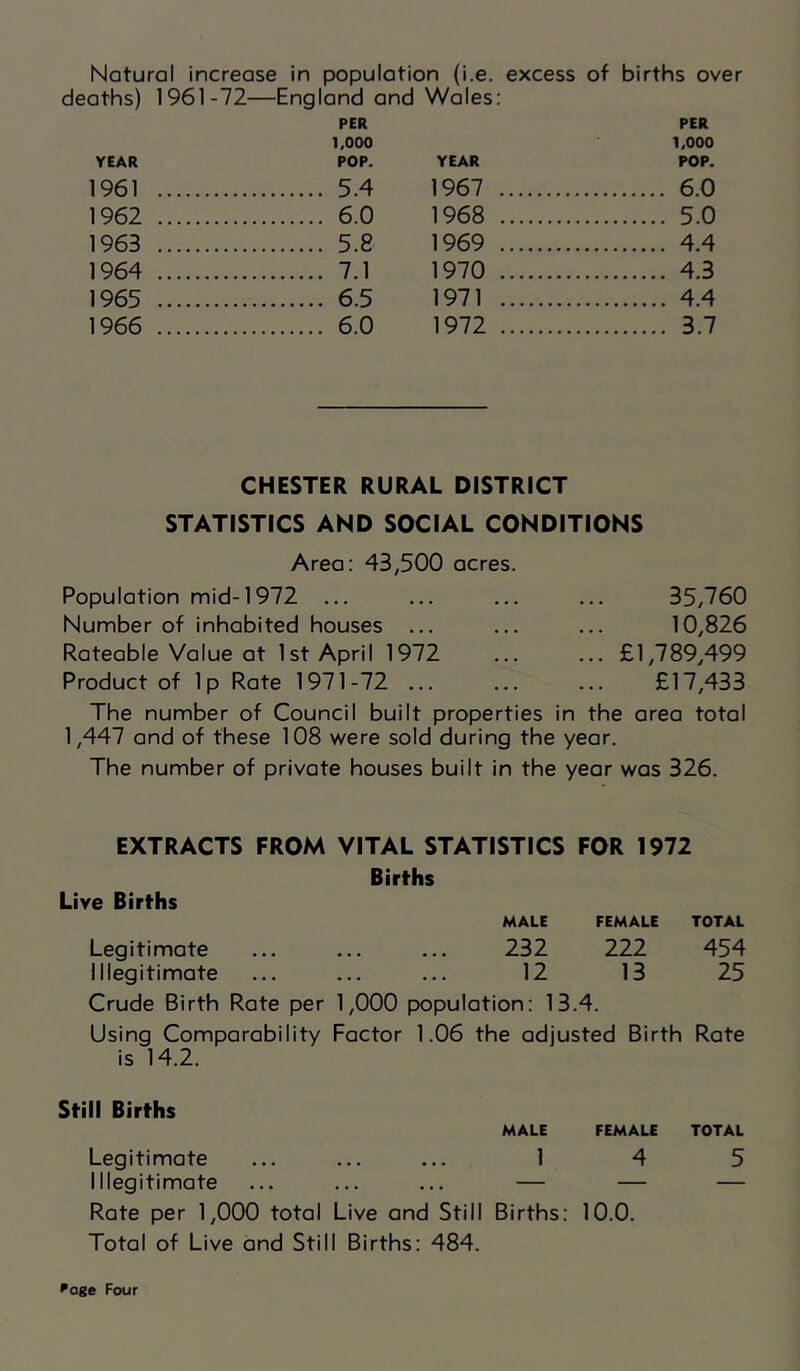 Natural increase in population (i.e. excess of births over
deaths) 1961-72—England and Wales:
PER PER
1,000 1,000
YEAR POP. YEAR POP.
1961 .................. 5.4 1967 .................. 6.0
1962 .................. 6.0 1968 .................. 5.0
1963 .................. 5.8 1969 .................. 4.4
1964 .................. 7.1 1970 .................. 4.3
1965 .................. 6.5 1971 .................. 4.4
1966 .................. 6.0 1972 .................. 3.7
CHESTER RURAL DISTRICT
STATISTICS AND SOCIAL CONDITIONS
Area: 43,500 acres.
Population mid-1972 ... ... ... ... 35,760
Number of inhabited houses ... ... ... 10,826
Rateable Value at 1st April 1972 ... ... £1,789,499
Product of 1p Rate 1971-72 ... ... ... £17,433
The number of Council built properties in the area total
1,447 and of these 108 were sold during the year.
The number of private houses built in the year was 326.
EXTRACTS FROM VITAL STATISTICS FOR 1972
Births
Live Births
MALE FEMALE TOTAL
Legitimate ... ... ... 232 222 454
Illegitimate ... ... ... 12 13 25
Crude Birth Rate per 1,000 population: 13.4.
Using Comparability Factor 1.06 the adjusted Birth Rate
is 14.2.
Still Births
MALE FEMALE TOTAL
Legitimate ... ... ... 1 4 5
Illegitimate ... ... ... — — —
Rate per 1,000 total Live and Still Births: 10.0.
Total of Live and Still Births: 484.
Page Four